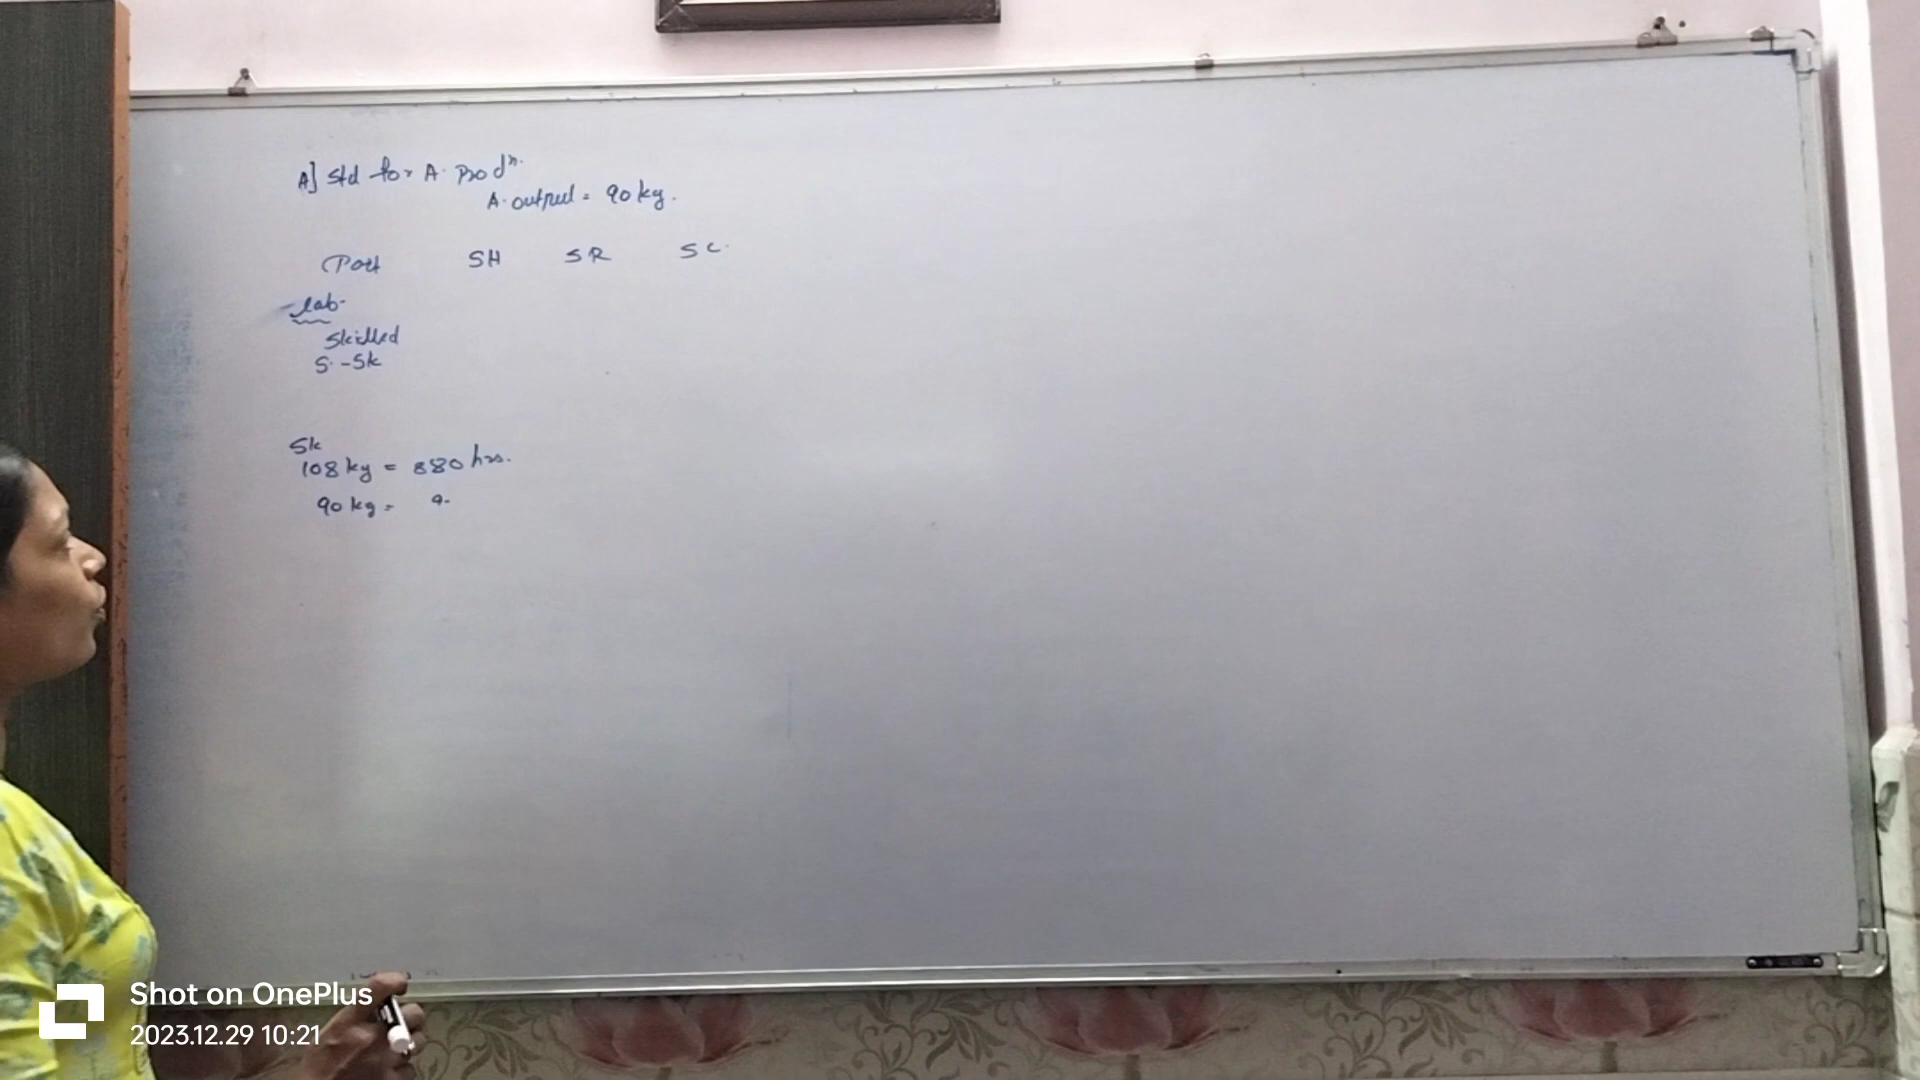 A] Std for A. Prodn.
A. output = 90 kg.
Part SH SR SC.
Lab-
Skilled
S.-Sk
Sk
108 kg = 880 hrs.
90 kg = ?
Shot on OnePlus
2023.12.29 10:21